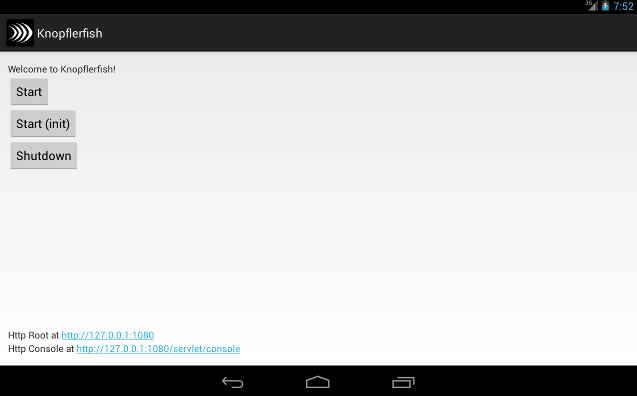 3G 7:52
Knopflerfish
Welcome to Knopflerfish!
Start
Start (init)
Shutdown
Http Root at http://127.0.0.1:1080
Http Console at http://127.0.0.1:1080/servlet/console